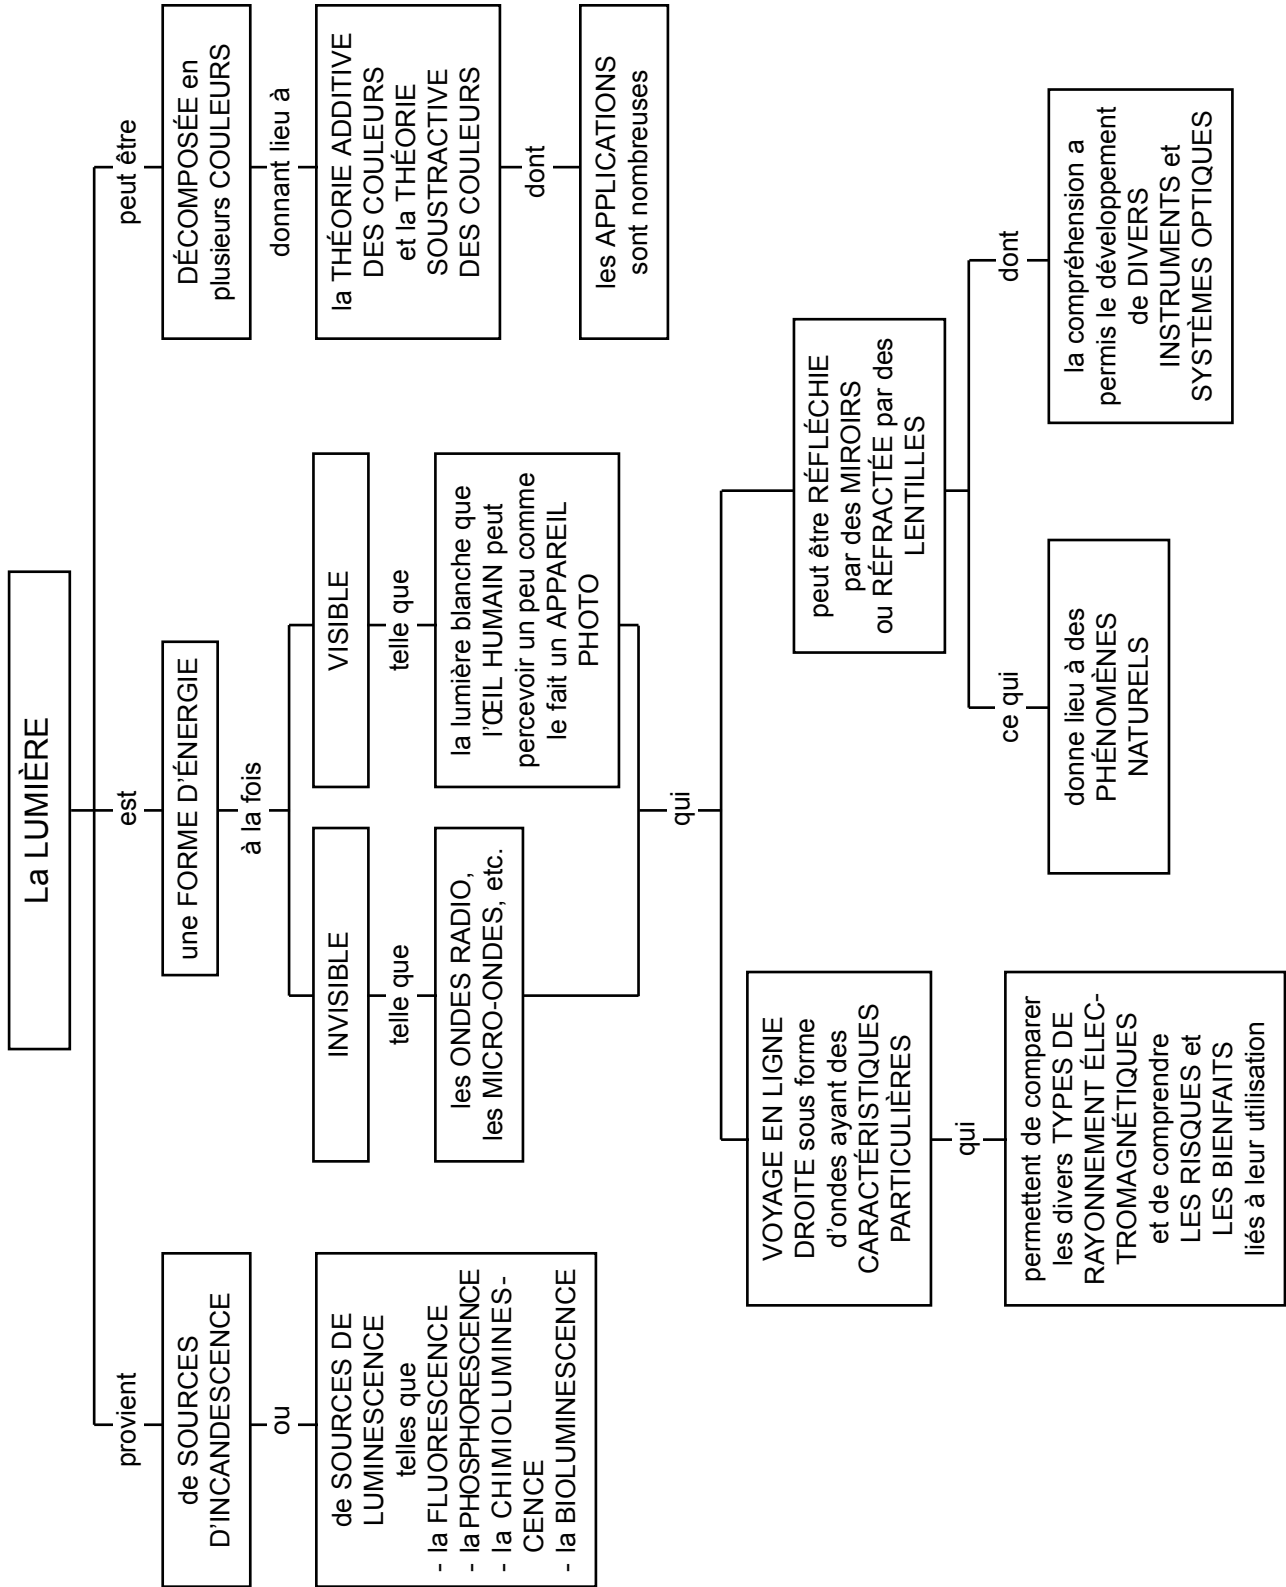 La LUMIÈRE
provient
de SOURCES
D'INCANDESCENCE
ou
de SOURCES DE
LUMINESCENCE
telles que
- la FLUORESCENCE
- la PHOSPHORESCENCE
- la CHIMIOLUMINES-
CENCE
- la BIOLUMINESCENCE
est
une FORME D'ÉNERGIE
à la fois
INVISIBLE
telle que
les ONDES RADIO,
les MICRO-ONDES, etc.
VISIBLE
telle que
la lumière blanche que
l'ŒIL HUMAIN peut
percevoir un peu comme
le fait un APPAREIL
PHOTO
qui
VOYAGE EN LIGNE
DROITE sous forme
d'ondes ayant des
CARACTÉRISTIQUES
PARTICULIÈRES
qui
permettent de comparer
les divers TYPES DE
RAYONNEMENT ÉLEC-
TROMAGNÉTIQUES
et de comprendre
LES RISQUES et
LES BIENFAITS
liés à leur utilisation
peut être RÉFLÉCHIE
par des MIROIRS
ou RÉFRACTÉE par des
LENTILLES
ce qui
donne lieu à des
PHÉNOMÈNES
NATURELS
dont
la compréhension a
permis le développement
de DIVERS
INSTRUMENTS et
SYSTÈMES OPTIQUES
peut être
DÉCOMPOSÉE en
plusieurs COULEURS
donnant lieu à
la THÉORIE ADDITIVE
DES COULEURS
et la THÉORIE
SOUSTRACTIVE
DES COULEURS
dont
les APPLICATIONS
sont nombreuses